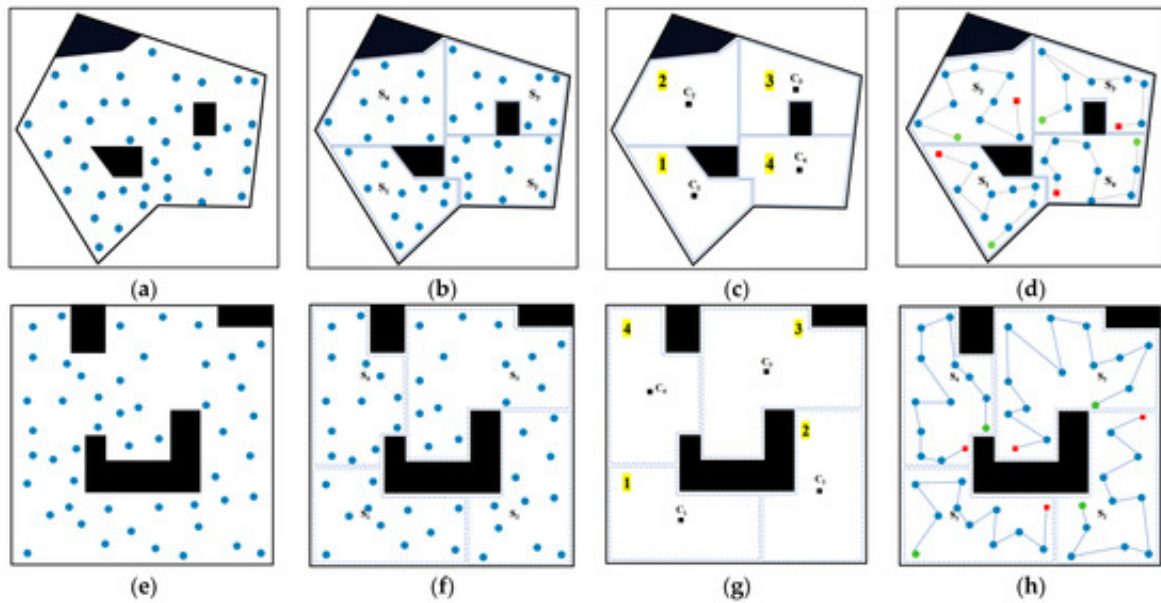 S₄ S₃
S₁ S₂
2 3
C₂ C₃
1 4
C₁ C₄
S₂ S₃
S₁ S₄
(a) (b) (c) (d)
4 3
S₄ S₃ C₃ S₄ S₃
C₄
2
1
C₂
S₁ S₂ C₁ S₁ S₂
(e) (f) (g) (h)